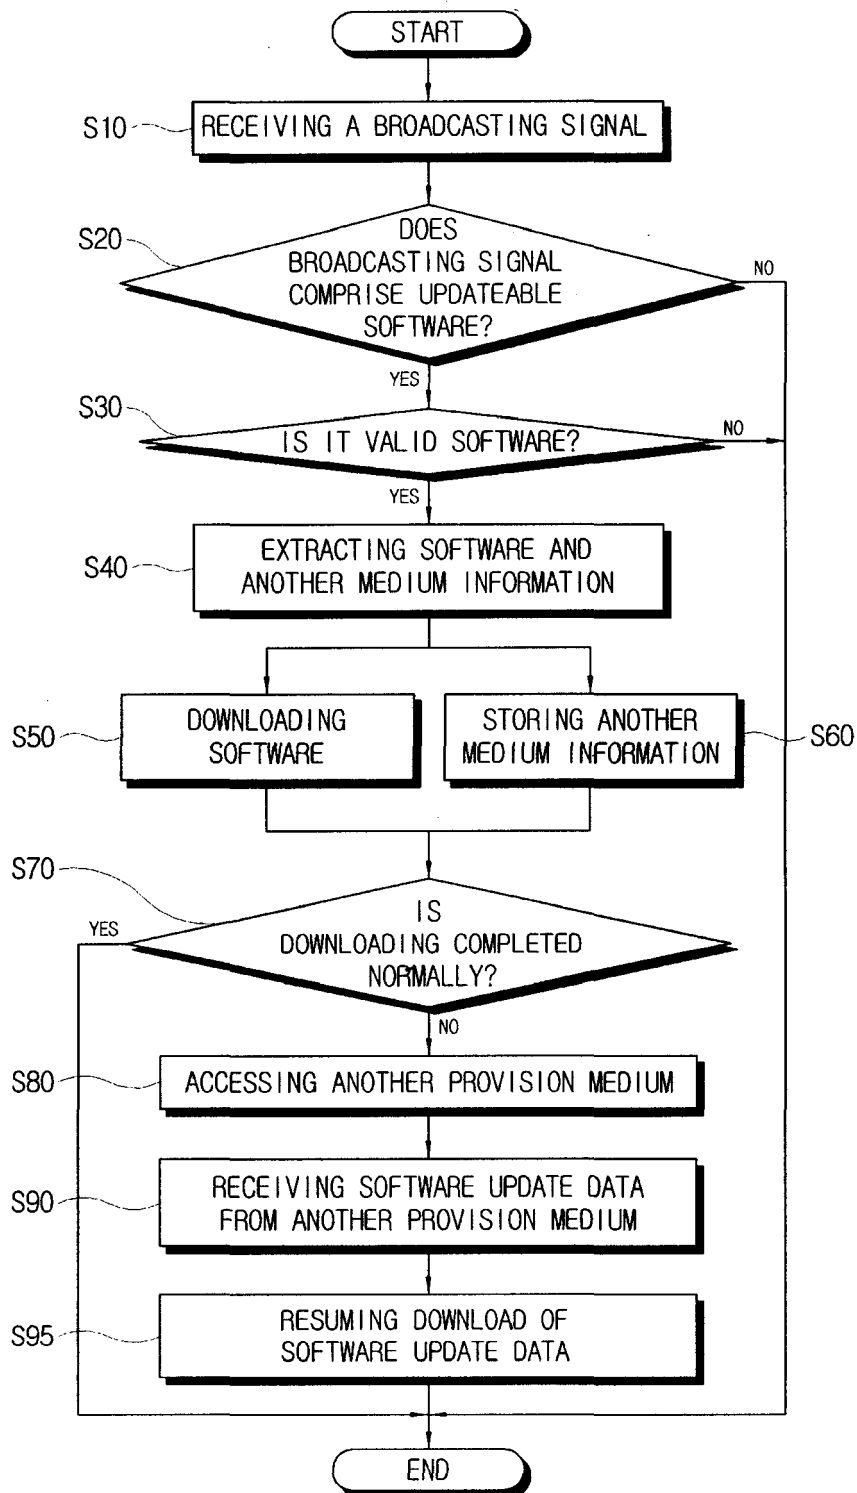 START
S10
RECEIVING A BROADCASTING SIGNAL
S20
DOES
BROADCASTING SIGNAL
COMPRISE UPDATEABLE
SOFTWARE?
NO
YES
S30
IS IT VALID SOFTWARE?
NO
YES
S40
EXTRACTING SOFTWARE AND
ANOTHER MEDIUM INFORMATION
S50
DOWNLOADING
SOFTWARE
STORING ANOTHER
MEDIUM INFORMATION
S60
S70
YES
IS
DOWNLOADING COMPLETED
NORMALLY?
NO
S80
ACCESSING ANOTHER PROVISION MEDIUM
S90
RECEIVING SOFTWARE UPDATE DATA
FROM ANOTHER PROVISION MEDIUM
S95
RESUMING DOWNLOAD OF
SOFTWARE UPDATE DATA
END